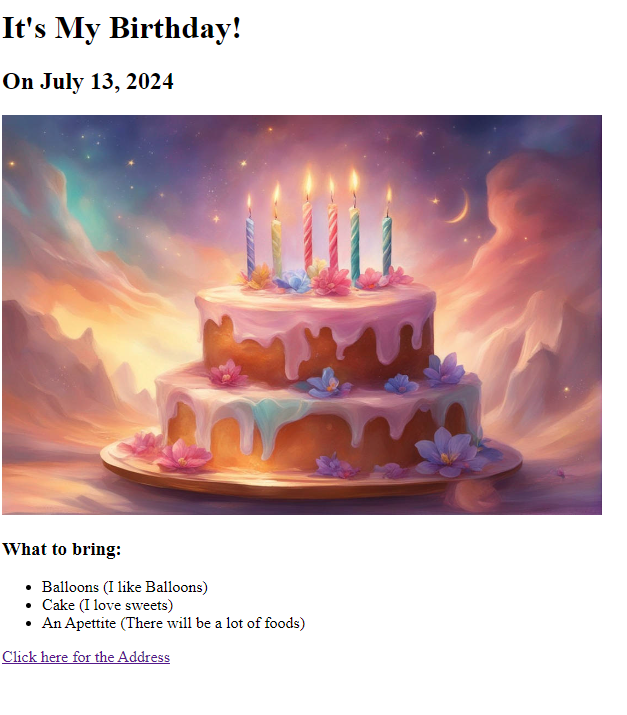 It's My Birthday!
On July 13, 2024
What to bring:
Balloons (I like Balloons)
Cake (I love sweets)
An Apettite (There will be a lot of foods)
Click here for the Address